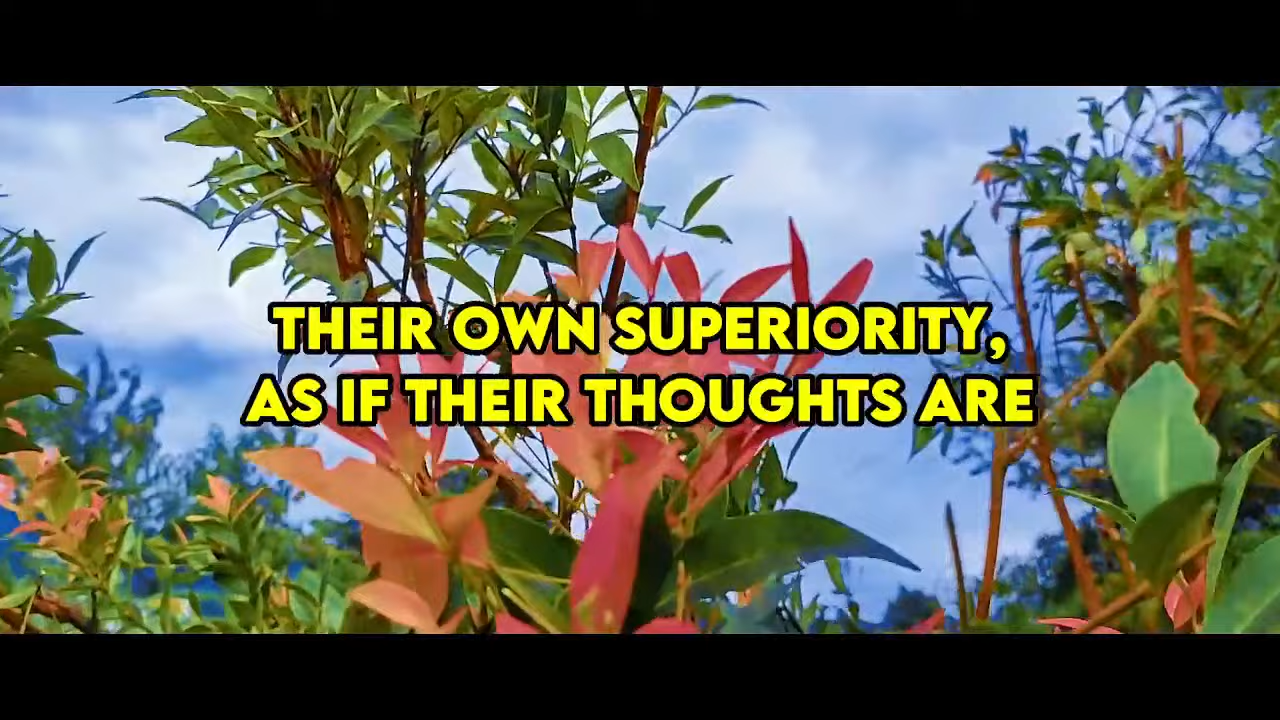 THEIR OWN SUPERIORITY,
AS IF THEIR THOUGHTS ARE